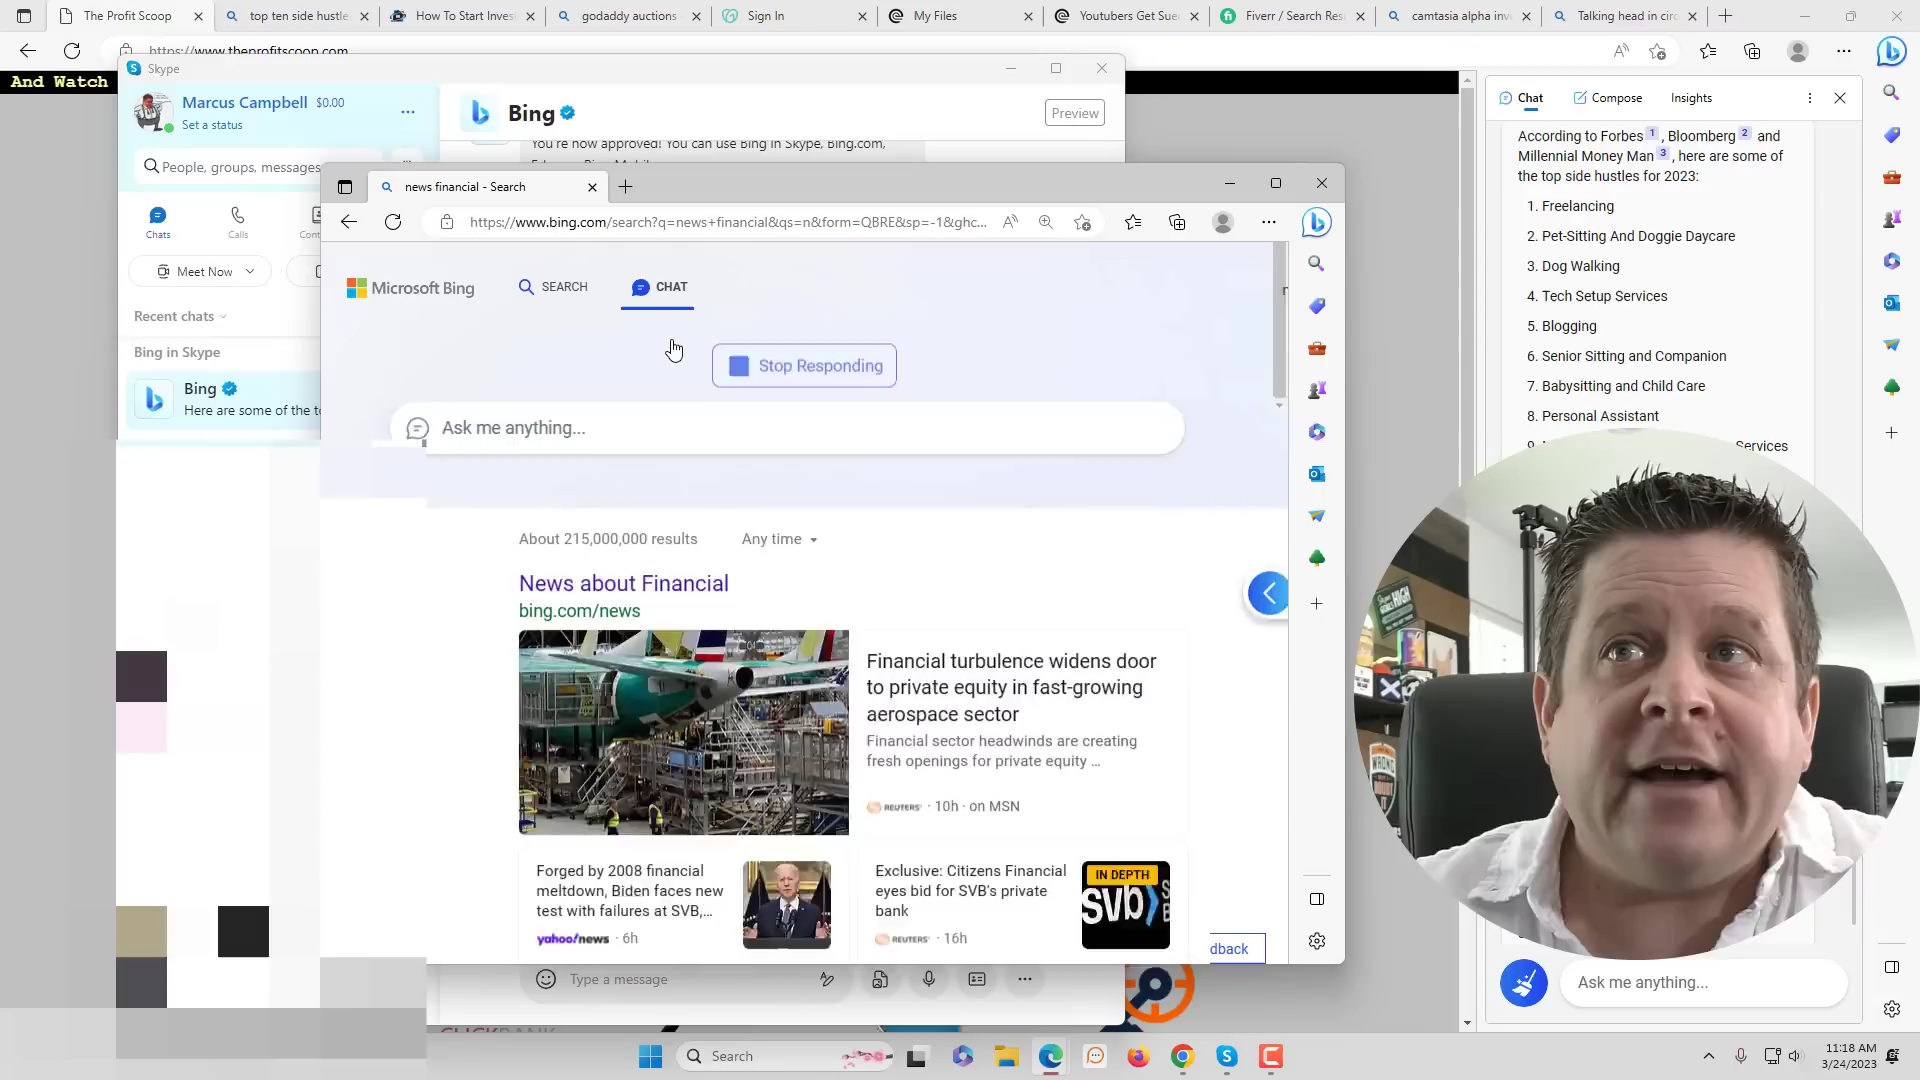 The Profit Scoop
top ten side hustle
How To Start Inves
godaddy auctions
Sign In
My Files
Youtubers Get Sue
Fiverr / Search Res
camtasia alpha inv
Talking head in circ
https://www.theprofitscoop.com
And Watch
Skype
Marcus Campbell $0.00
Set a status
People, groups, messages
Chats
Calls
Cont
Meet Now
Recent chats
Bing in Skype
Bing
Here are some of the t
Bing
Preview
You're now approved! You can use Bing in Skype, Bing.com,
news financial - Search
https://www.bing.com/search?q=news+financial&qs=n&form=QBRE&sp=-1&ghc...
Microsoft Bing
SEARCH
CHAT
Stop Responding
Ask me anything...
About 215,000,000 results
Any time
News about Financial
bing.com/news
Financial turbulence widens door
to private equity in fast-growing
aerospace sector
Financial sector headwinds are creating
fresh openings for private equity ...
REUTERS · 10h · on MSN
Forged by 2008 financial
meltdown, Biden faces new
test with failures at SVB,...
yahoo!news · 6h
Exclusive: Citizens Financial
eyes bid for SVB's private
bank
REUTERS · 16h
IN DEPTH
svb
S
B
dback
Type a message
CLICKBANK
Chat
Compose
Insights
According to Forbes 1, Bloomberg 2 and
Millennial Money Man 3, here are some of
the top side hustles for 2023:
1. Freelancing
2. Pet-Sitting And Doggie Daycare
3. Dog Walking
4. Tech Setup Services
5. Blogging
6. Senior Sitting and Companion
7. Babysitting and Child Care
8. Personal Assistant
9.
Services
Ask me anything...
Search
11:18 AM
3/24/2023